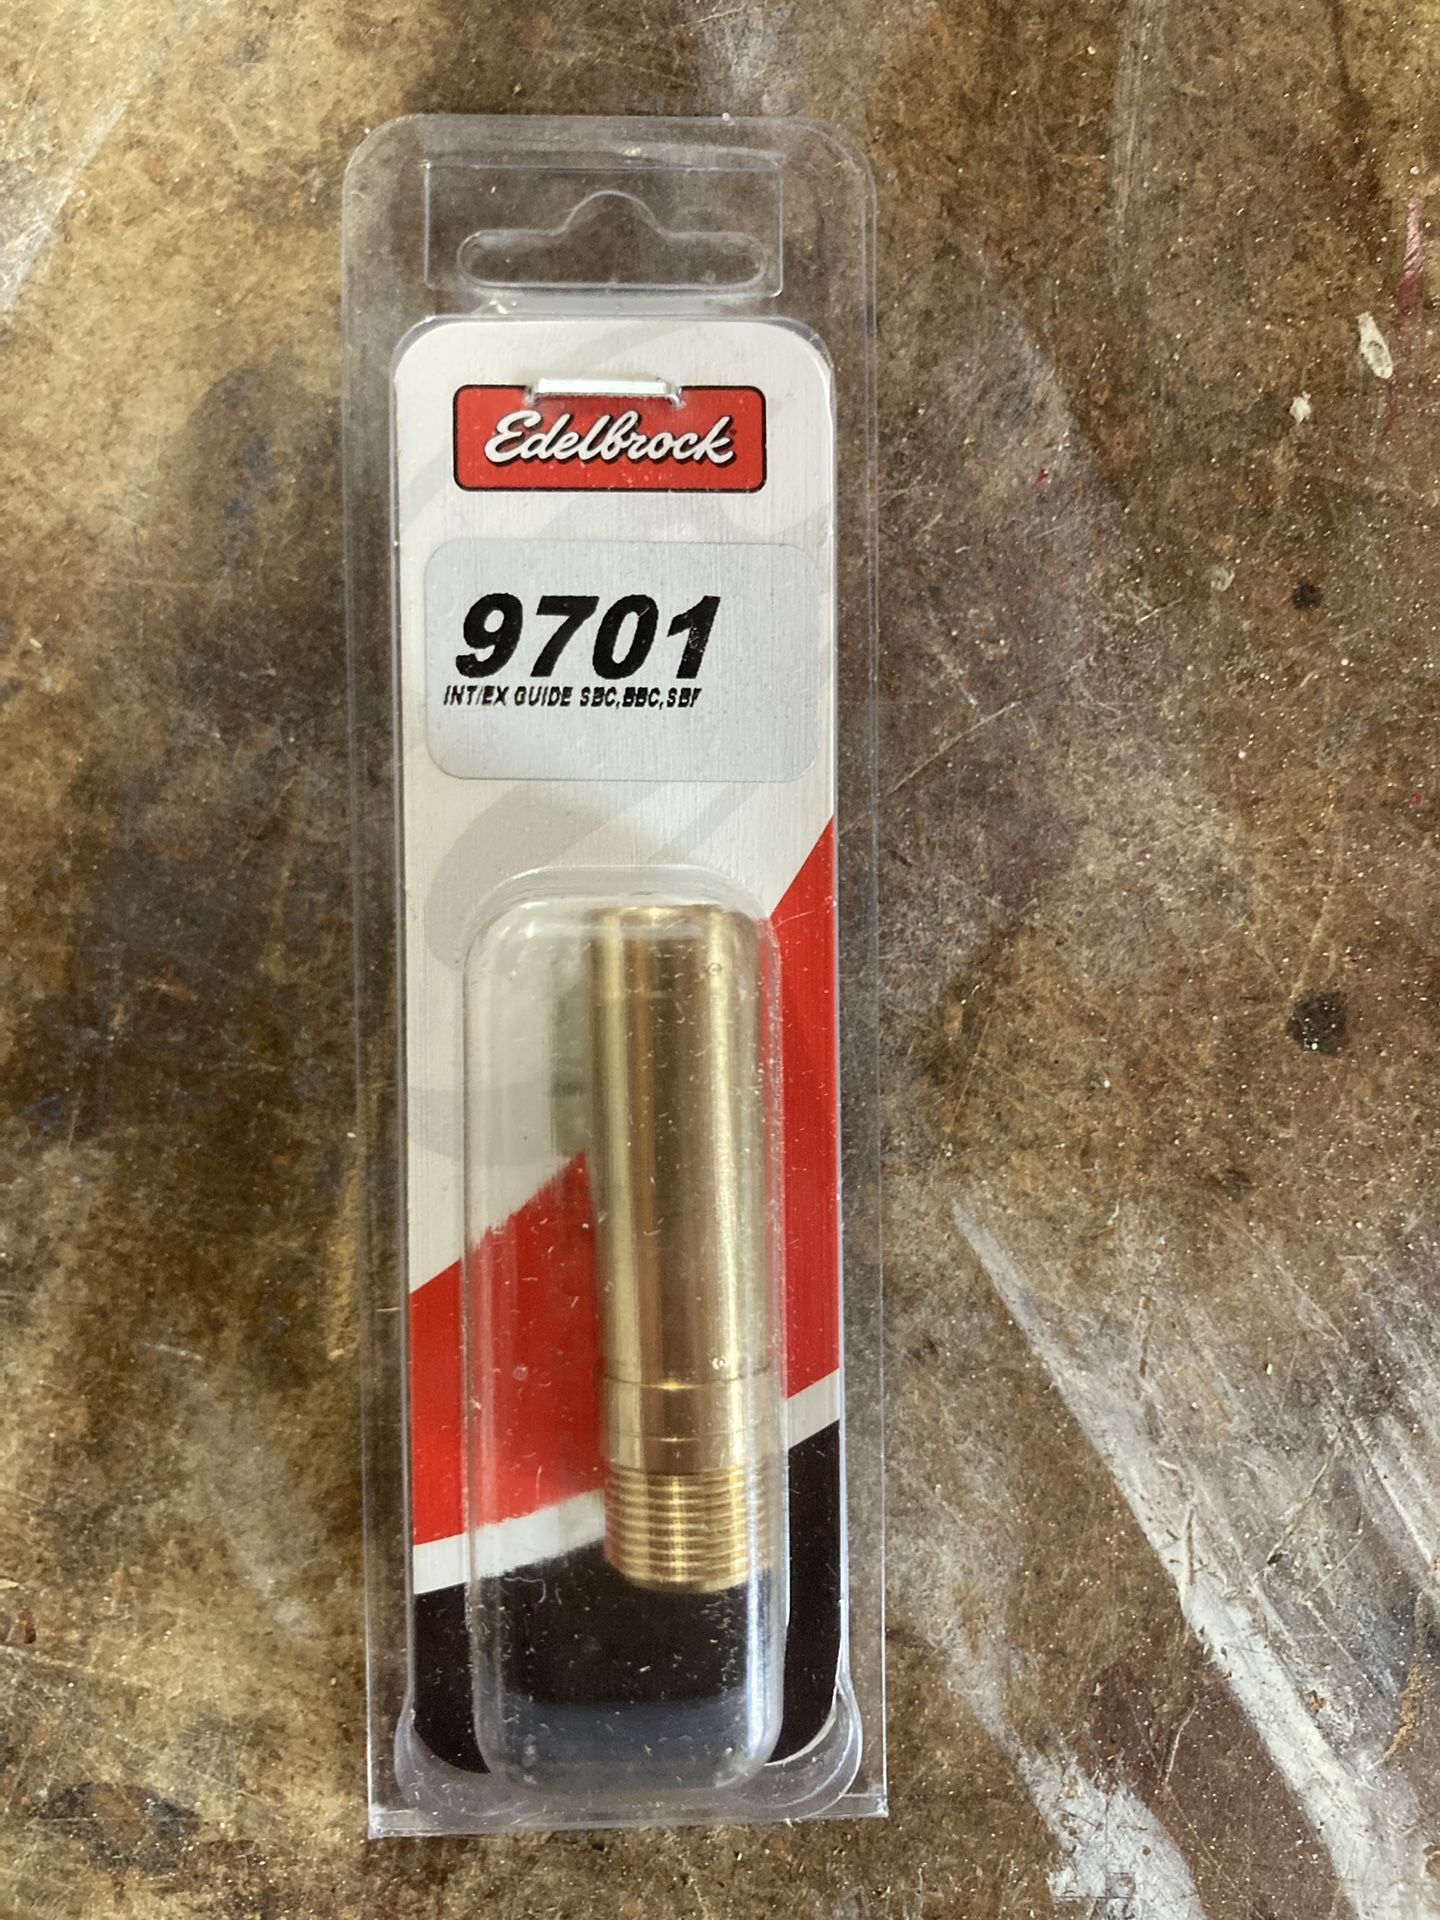 Edelbrock
9701
INT/EX GUIDE SBC,BBC,SBF